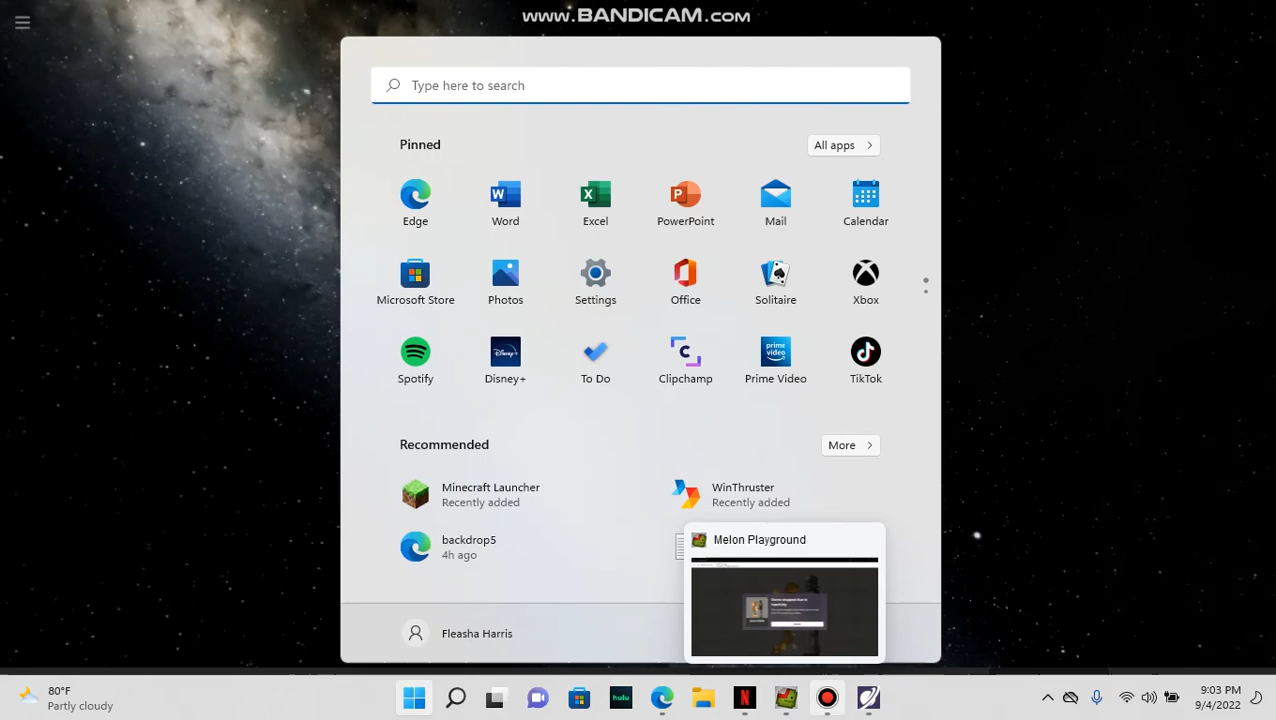 www.BANDICAM.com
Type here to search
Pinned
All apps
Edge
Word
Excel
PowerPoint
Mail
Calendar
Microsoft Store
Photos
Settings
Office
Solitaire
Xbox
Spotify
Disney+
To Do
Clipchamp
Prime Video
TikTok
Recommended
More
Minecraft Launcher
Recently added
WinThruster
Recently added
backdrop5
4h ago
Melon Playground
Fleasha Harris
80°F
Partly cloudy
hulu
9:03 PM
9/4/2022